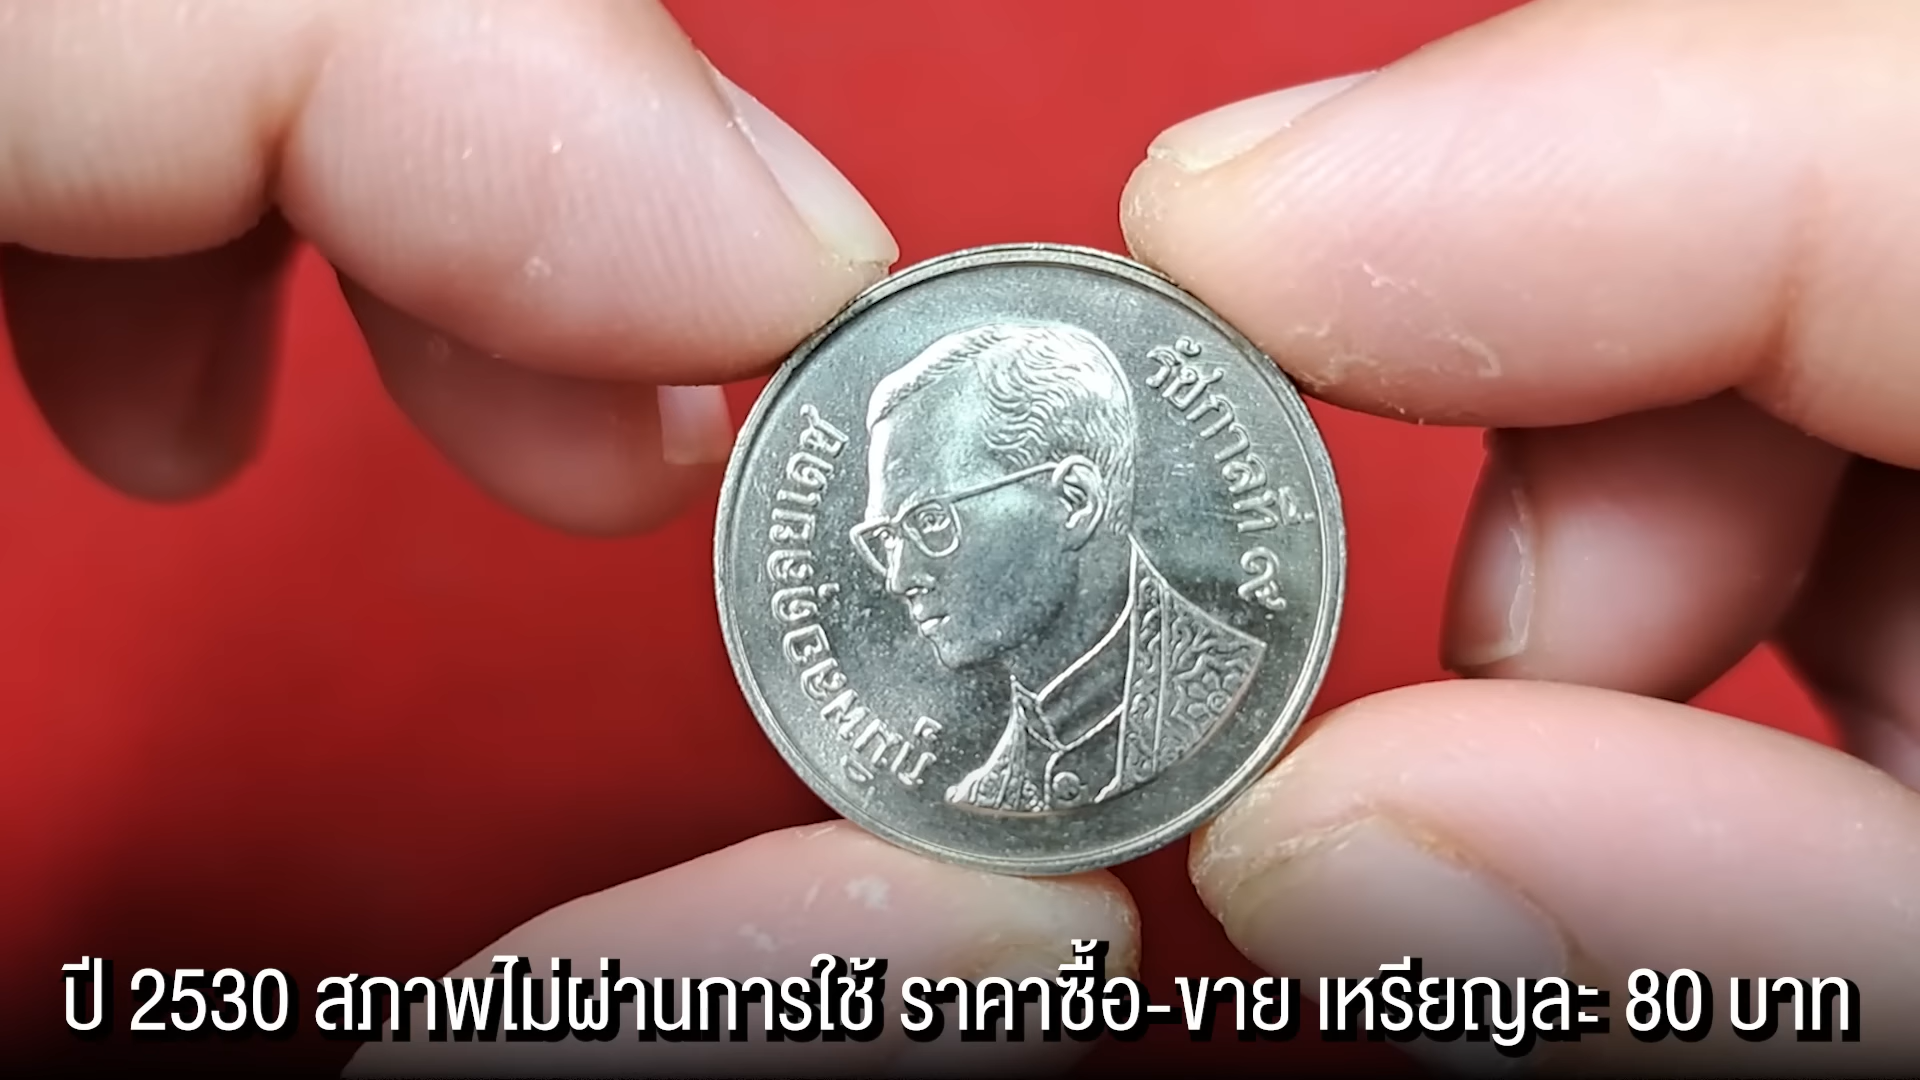 ภูมิพลอดุลยเดช
รัชกาลที่ ๙
ปี 2530 สภาพไม่ผ่านการใช้ ราคาซื้อ-ขาย เหรียญละ 80 บาท